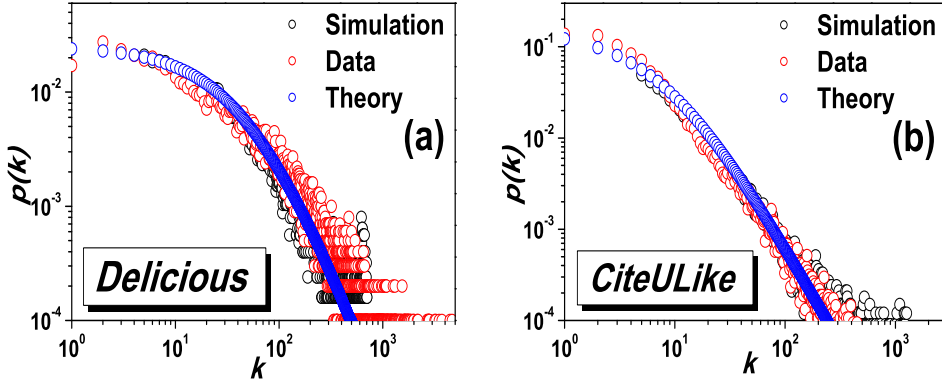 Simulation
Data
Theory
(a)
p(k)
10^-2
10^-3
10^-4
Delicious
10^0
10^1
10^2
10^3
k
Simulation
Data
Theory
(b)
p(k)
10^-1
10^-2
10^-3
10^-4
CiteULike
10^0
10^1
10^2
10^3
k